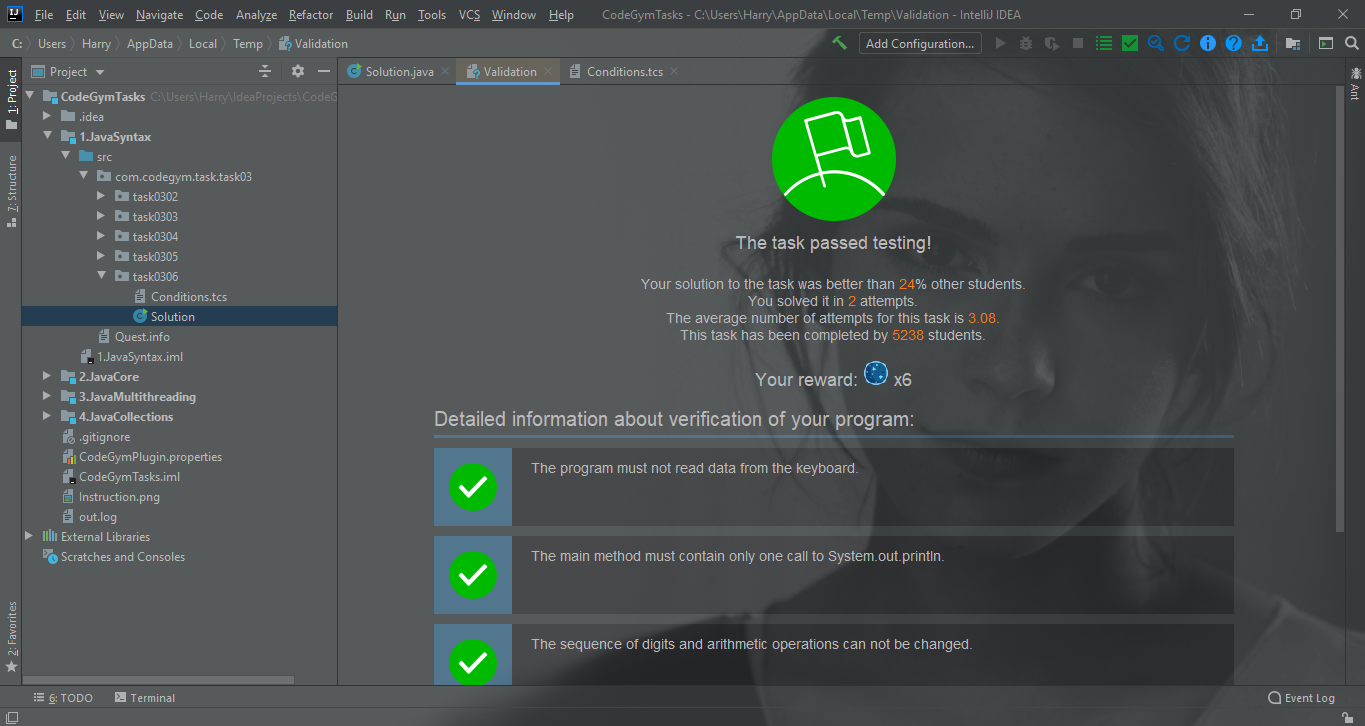 File Edit View Navigate Code Analyze Refactor Build Run Tools VCS Window Help CodeGymTasks - C:\Users\Harry\AppData\Local\Temp\Validation - IntelliJ IDEA
C: Users Harry AppData Local Temp Validation Add Configuration...
Project Solution.java Validation Conditions.tcs
1: Project
7: Structure
2: Favorites
Ant
CodeGymTasks C:\Users\Harry\IdeaProjects\CodeG
.idea
1.JavaSyntax
src
com.codegym.task.task03
task0302
task0303
task0304
task0305
task0306
Conditions.tcs
Solution
Quest.info
1JavaSyntax.iml
2.JavaCore
3.JavaMultithreading
4.JavaCollections
.gitignore
CodeGymPlugin.properties
CodeGymTasks.iml
Instruction.png
out.log
External Libraries
Scratches and Consoles
The task passed testing!
Your solution to the task was better than 24% other students.
You solved it in 2 attempts.
The average number of attempts for this task is 3.08.
This task has been completed by 5238 students.
Your reward: x6
Detailed information about verification of your program:
The program must not read data from the keyboard.
The main method must contain only one call to System.out.println.
The sequence of digits and arithmetic operations can not be changed.
6: TODO Terminal Event Log